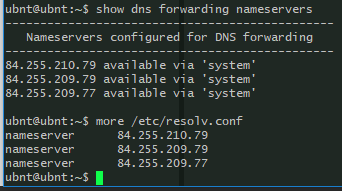 ubnt@ubnt:~$ show dns forwarding nameservers
-----------------------------------------------
Nameservers configured for DNS forwarding
-----------------------------------------------
84.255.210.79 available via 'system'
84.255.209.79 available via 'system'
84.255.209.77 available via 'system'
ubnt@ubnt:~$ more /etc/resolv.conf
nameserver 84.255.210.79
nameserver 84.255.209.79
nameserver 84.255.209.77
ubnt@ubnt:~$